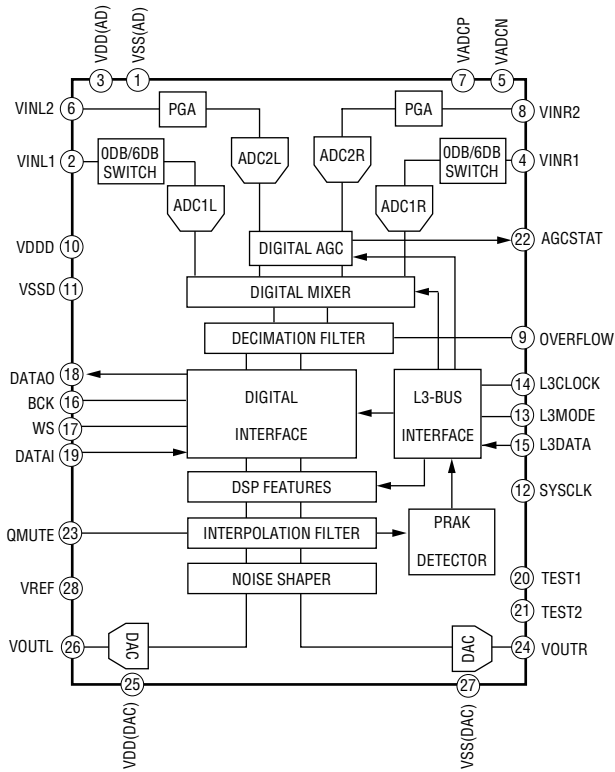 VDD(AD)
VSS(AD)
VADCP
VADCN
3
1
7
5
VINL2
6
PGA
PGA
8
VINR2
VINL1
2
0DB/6DB
SWITCH
ADC2L
ADC2R
0DB/6DB
SWITCH
4
VINR1
ADC1L
ADC1R
VDDD
10
DIGITAL AGC
22
AGCSTAT
VSSD
11
DIGITAL MIXER
DECIMATION FILTER
9
OVERFLOW
DATAO
18
BCK
16
WS
17
DATAI
19
DIGITAL
INTERFACE
L3-BUS
INTERFACE
14
L3CLOCK
13
L3MODE
15
L3DATA
DSP FEATURES
12
SYSCLK
QMUTE
23
INTERPOLATION FILTER
PRAK
DETECTOR
VREF
28
NOISE SHAPER
20
TEST1
21
TEST2
VOUTL
26
DAC
DAC
24
VOUTR
25
27
VDD(DAC)
VSS(DAC)